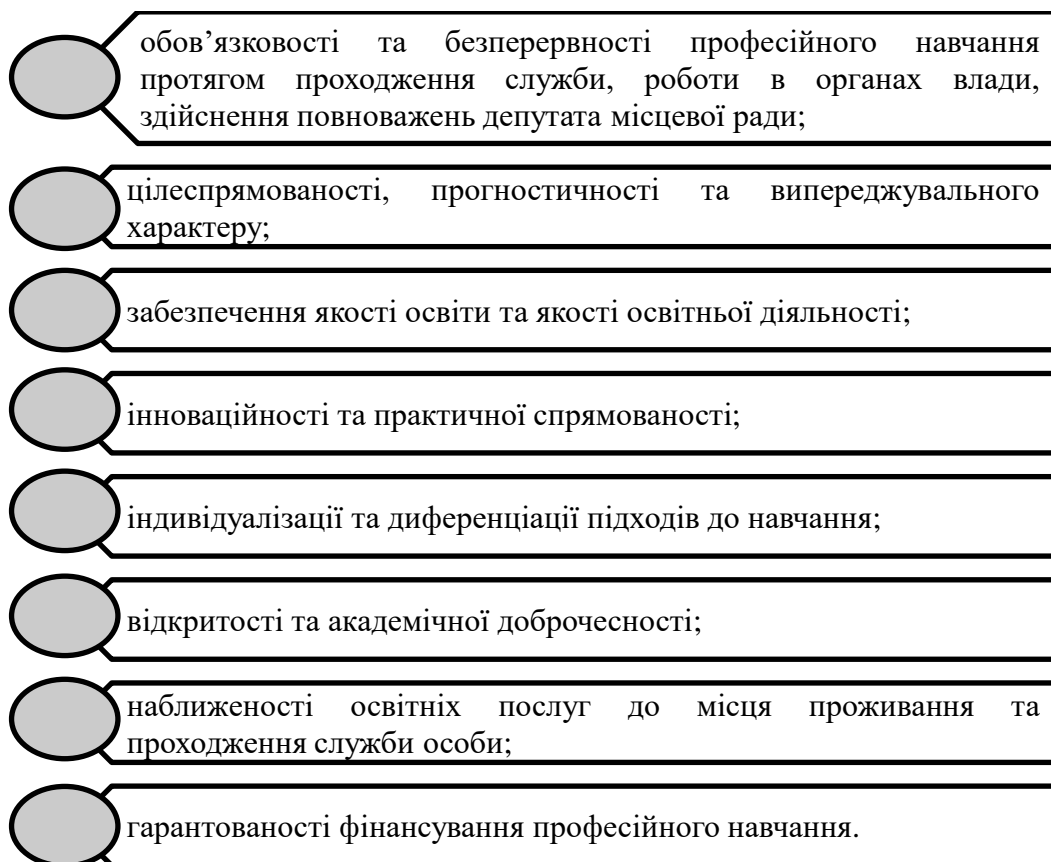 обов’язковості та безперервності професійного навчання
протягом проходження служби, роботи в органах влади,
здійснення повноважень депутата місцевої ради;
цілеспрямованості, прогностичності та випереджувального
характеру;
забезпечення якості освіти та якості освітньої діяльності;
інноваційності та практичної спрямованості;
індивідуалізації та диференціації підходів до навчання;
відкритості та академічної доброчесності;
наближеності освітніх послуг до місця проживання та
проходження служби особи;
гарантованості фінансування професійного навчання.